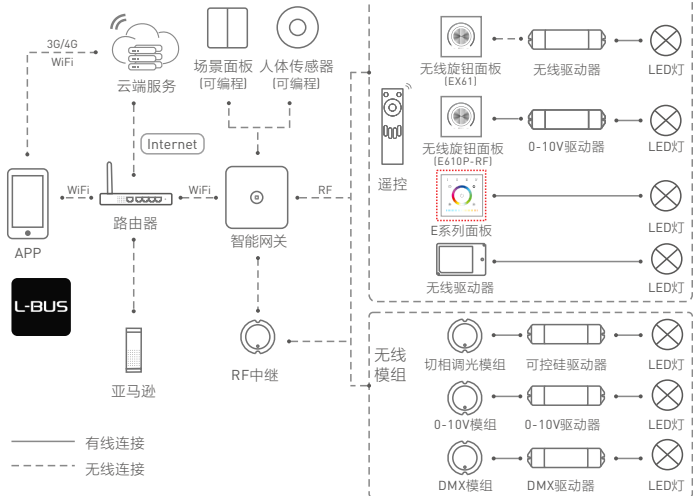 3G/4G
WiFi
云端服务
场景面板
(可编程)
人体传感器
(可编程)
Internet
WiFi
WiFi
RF
APP
路由器
智能网关
L-BUS
亚马逊
RF中继
有线连接
无线连接
遥控
无线旋钮面板
(EX61)
无线驱动器
LED灯
无线旋钮面板
(E610P-RF)
0-10V驱动器
LED灯
E系列面板
LED灯
无线驱动器
LED灯
无线
模组
切相调光模组
可控硅驱动器
LED灯
0-10V模组
0-10V驱动器
LED灯
DMX模组
DMX驱动器
LED灯